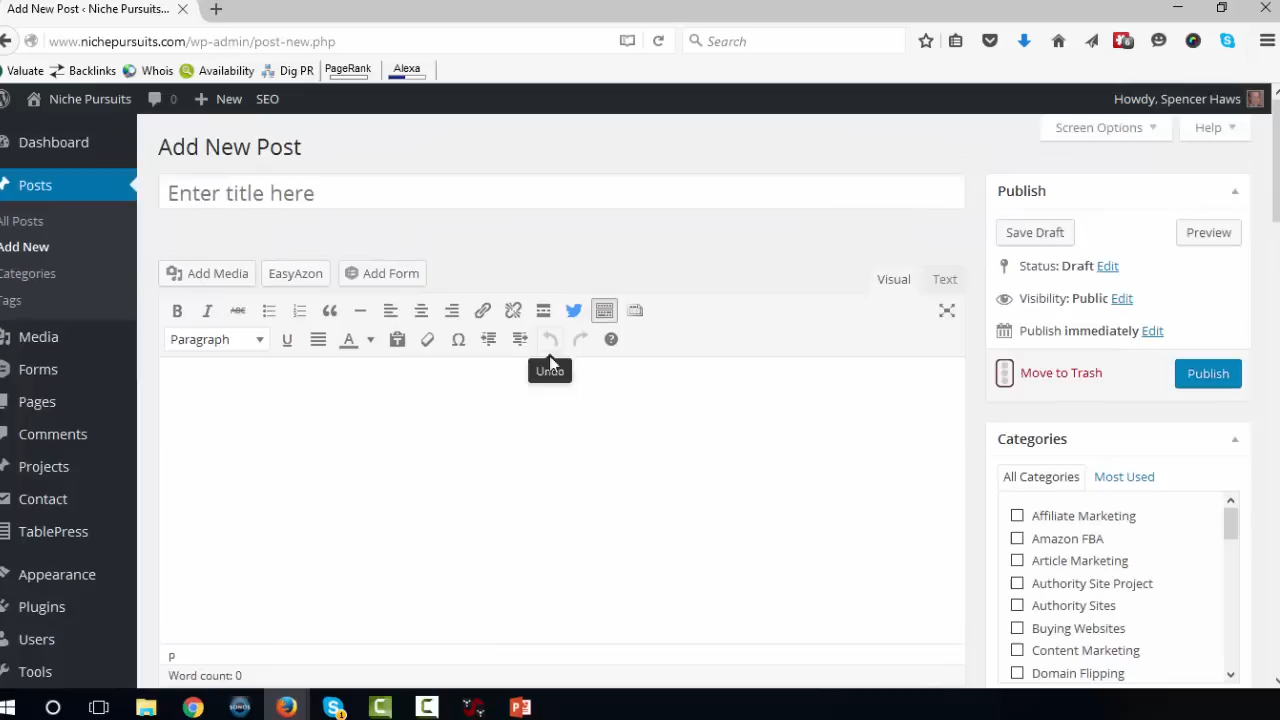 Add New Post ‹ Niche Pursuits...
www.nichepursuits.com/wp-admin/post-new.php
Search
6
Valuate Backlinks Whois Availability Dig PR PageRank Alexa
Niche Pursuits 0 New SEO Howdy, Spencer Haws
Screen Options Help
Dashboard
Posts
All Posts
Add New
Categories
Tags
Media
Forms
Pages
Comments
Projects
Contact
TablePress
Appearance
Plugins
Users
Tools
Add New Post
Enter title here
Add Media EasyAzon Add Form
Visual Text
B I ABC
Paragraph U A Ω
Undo
p
Word count: 0
Publish
Save Draft Preview
Status: Draft Edit
Visibility: Public Edit
Publish immediately Edit
Move to Trash Publish
Categories
All Categories Most Used
Affiliate Marketing
Amazon FBA
Article Marketing
Authority Site Project
Authority Sites
Buying Websites
Content Marketing
Domain Flipping
SONOS